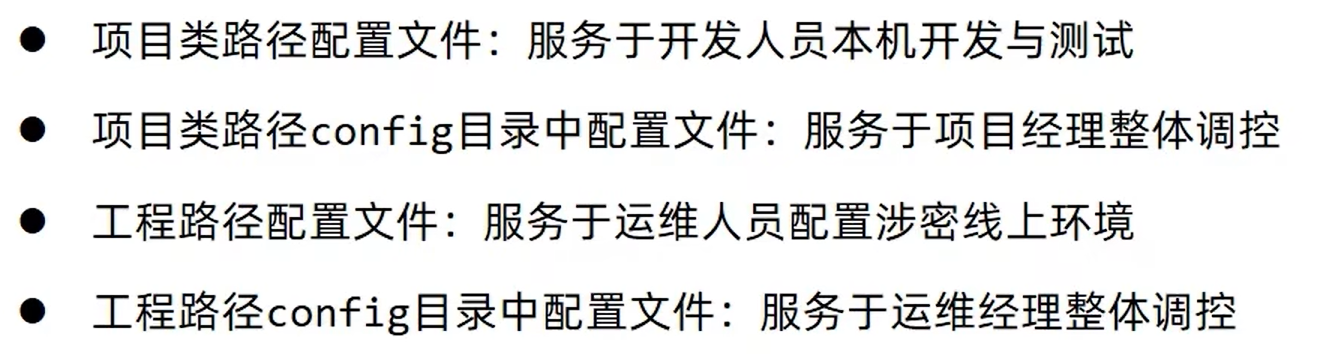 ● 项目类路径配置文件：服务于开发人员本机开发与测试
● 项目类路径config目录中配置文件：服务于项目经理整体调控
● 工程路径配置文件：服务于运维人员配置涉密线上环境
● 工程路径config目录中配置文件：服务于运维经理整体调控